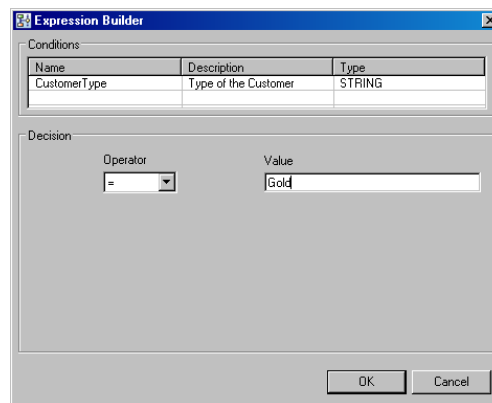 Expression Builder
Conditions
Name Description Type
CustomerType Type of the Customer STRING
Decision
Operator Value
= Gold
OK Cancel